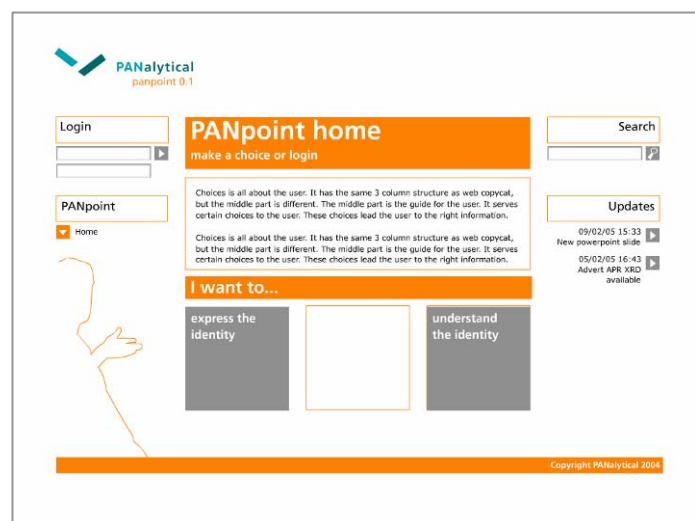 PANalytical
panpoint 0.1
Login
PANpoint home
make a choice or login
Search
Choices is all about the user. It has the same 3 column structure as web copycat,
but the middle part is different. The middle part is the guide for the user. It serves
certain choices to the user. These choices lead the user to the right information.
Choices is all about the user. It has the same 3 column structure as web copycat,
but the middle part is different. The middle part is the guide for the user. It serves
certain choices to the user. These choices lead the user to the right information.
PANpoint
Home
Updates
09/02/05 15:33
New powerpoint slide
05/02/05 16:43
Advert APR XRD
available
I want to...
express the
identity
understand
the identity
Copyright PANalytical 2004